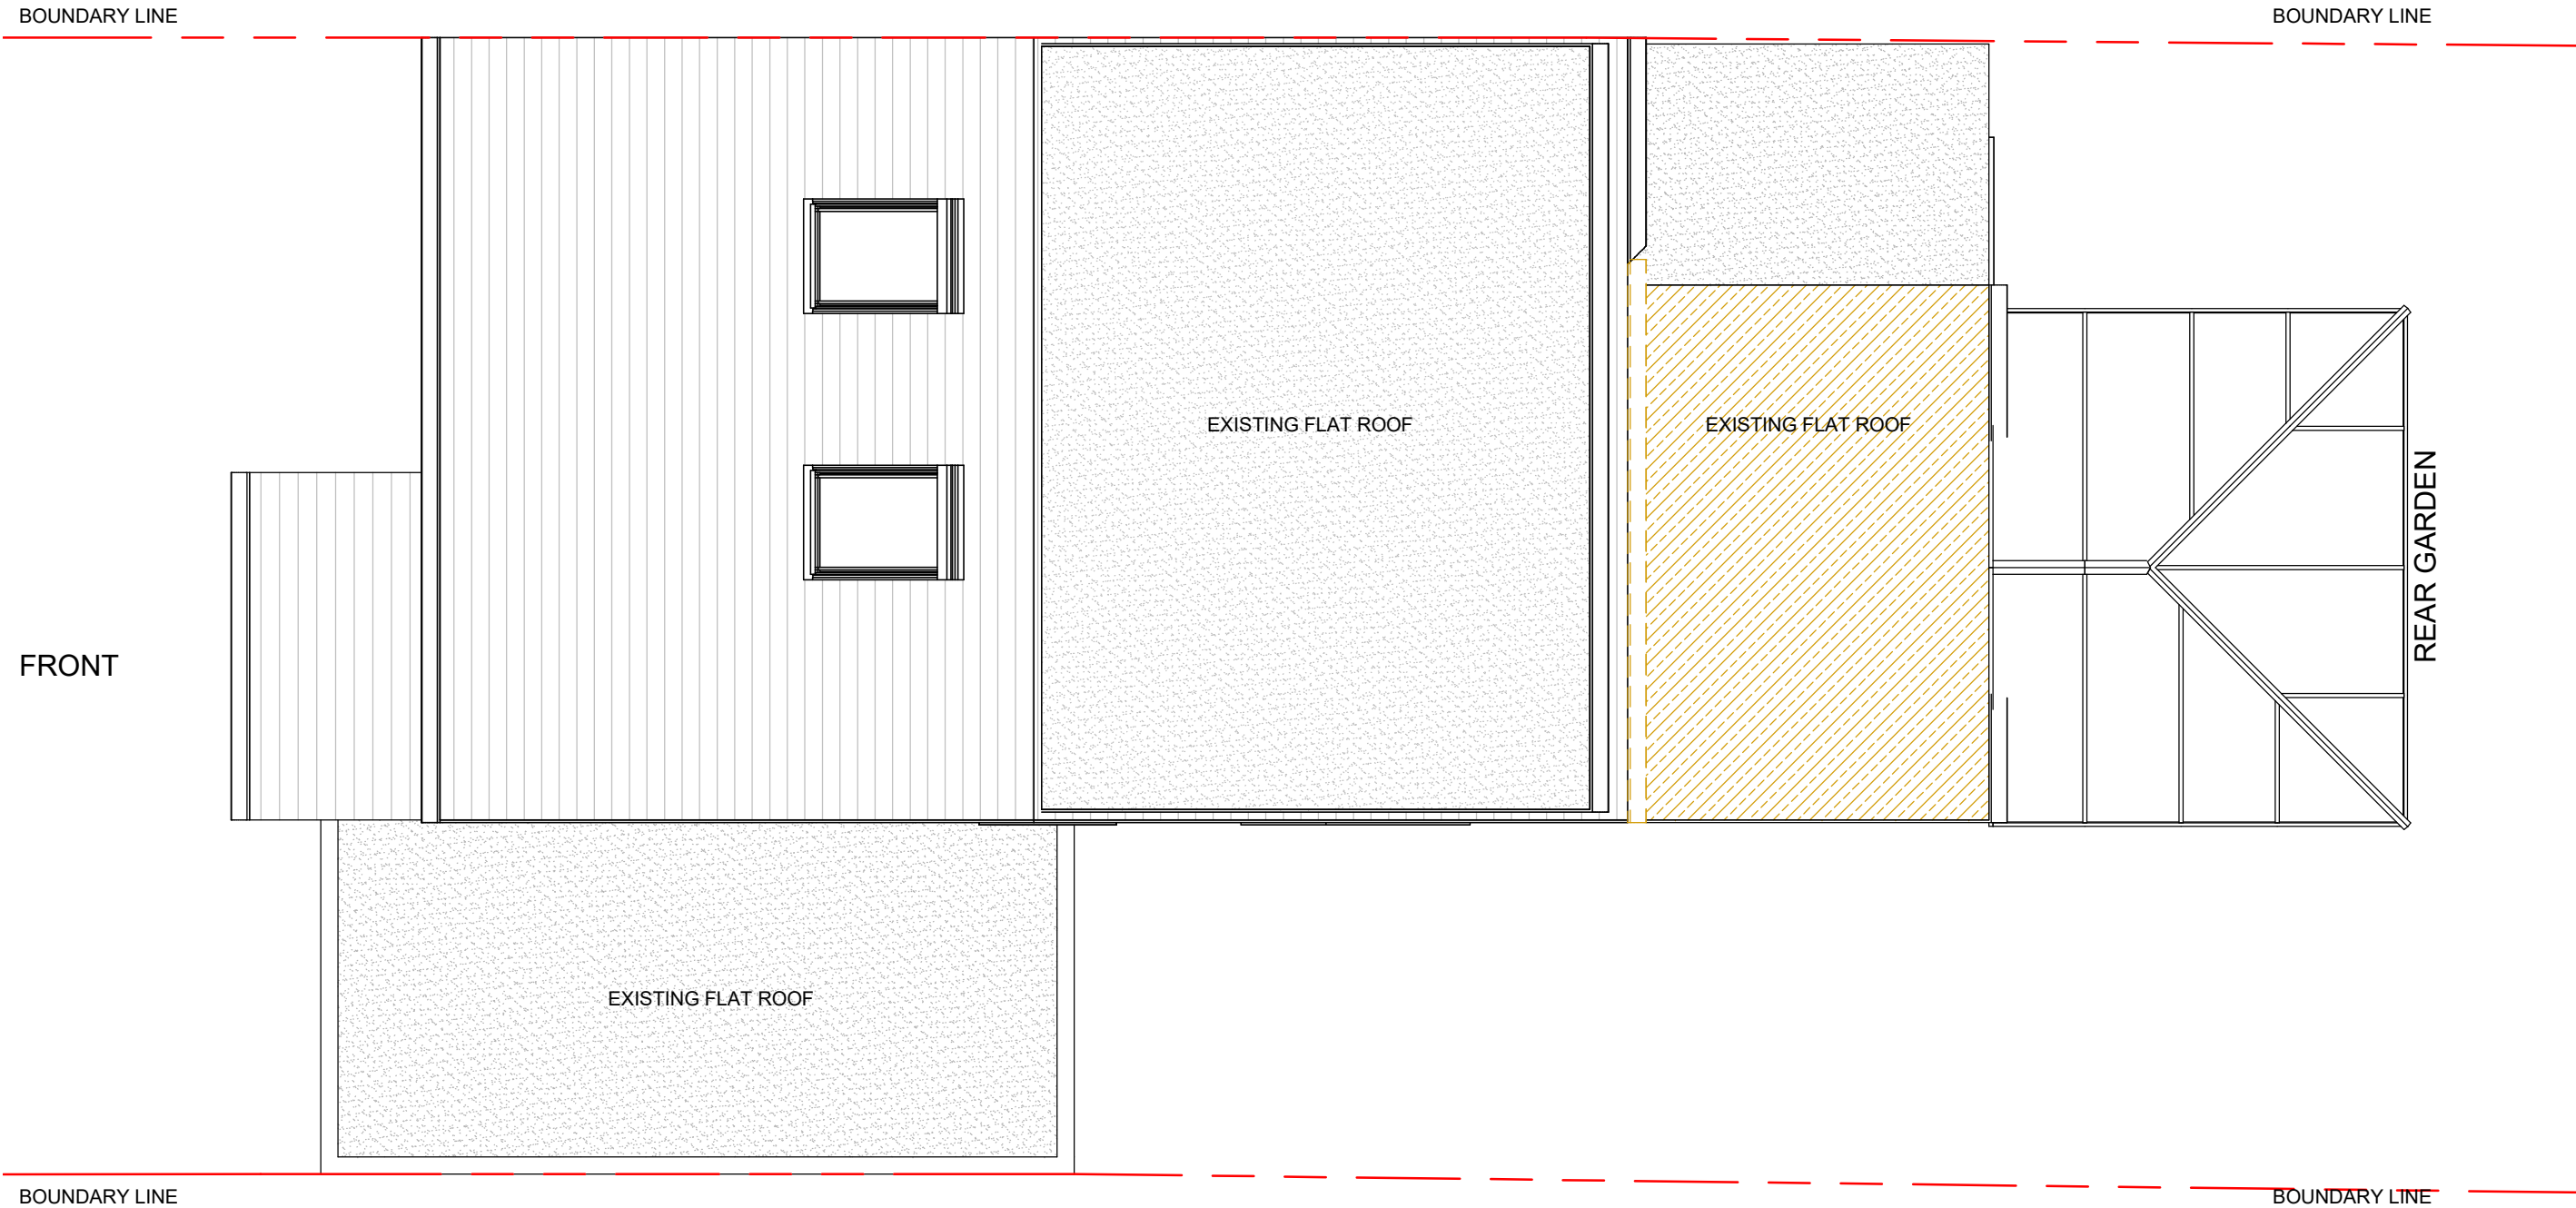 BOUNDARY LINE
BOUNDARY LINE
EXISTING FLAT ROOF
EXISTING FLAT ROOF
REAR GARDEN
FRONT
EXISTING FLAT ROOF
BOUNDARY LINE
BOUNDARY LINE